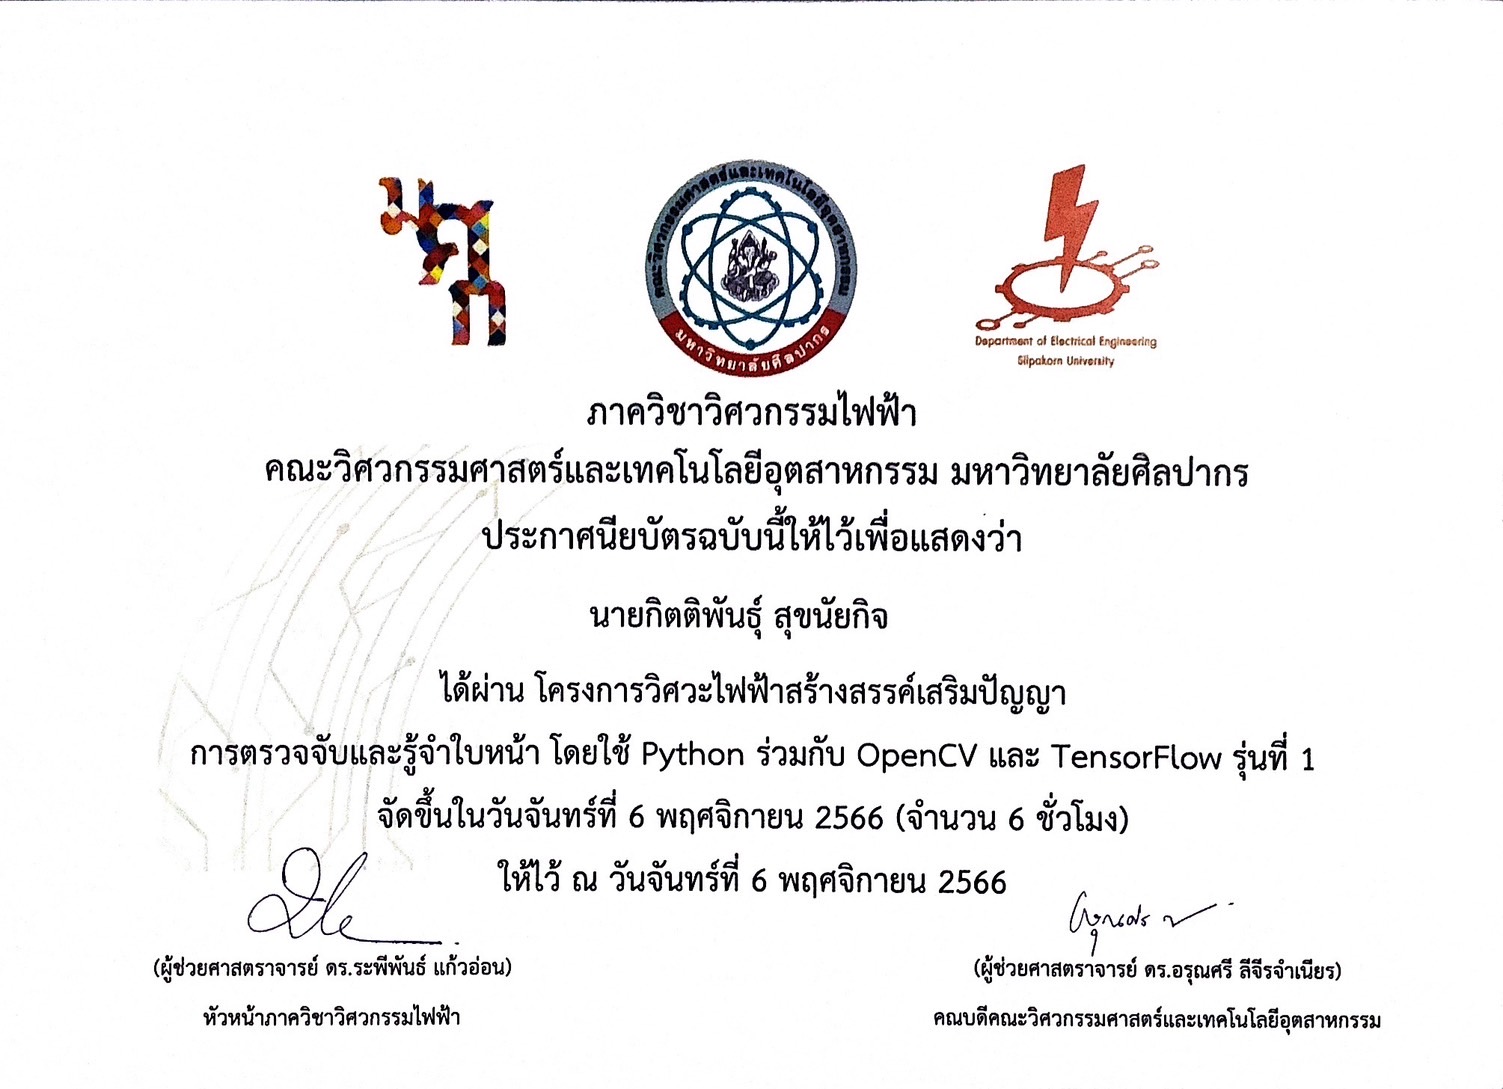 มศก
คณะวิศวกรรมศาสตร์และเทคโนโลยีอุตสาหกรรม
มหาวิทยาลัยศิลปากร
Department of Electrical Engineering
Silpakorn University
ภาควิชาวิศวกรรมไฟฟ้า
คณะวิศวกรรมศาสตร์และเทคโนโลยีอุตสาหกรรม มหาวิทยาลัยศิลปากร
ประกาศนียบัตรฉบับนี้ให้ไว้เพื่อแสดงว่า
นายกิตติพันธุ์ สุขนัยกิจ
ได้ผ่าน โครงการวิศวะไฟฟ้าสร้างสรรค์เสริมปัญญา
การตรวจจับและรู้จำใบหน้า โดยใช้ Python ร่วมกับ OpenCV และ TensorFlow รุ่นที่ 1
จัดขึ้นในวันจันทร์ที่ 6 พฤศจิกายน 2566 (จำนวน 6 ชั่วโมง)
ให้ไว้ ณ วันจันทร์ที่ 6 พฤศจิกายน 2566
(ผู้ช่วยศาสตราจารย์ ดร.ระพีพันธ์ แก้วอ่อน)
หัวหน้าภาควิชาวิศวกรรมไฟฟ้า
(ผู้ช่วยศาสตราจารย์ ดร.อรุณศรี ลีจีรจำเนียร)
คณบดีคณะวิศวกรรมศาสตร์และเทคโนโลยีอุตสาหกรรม